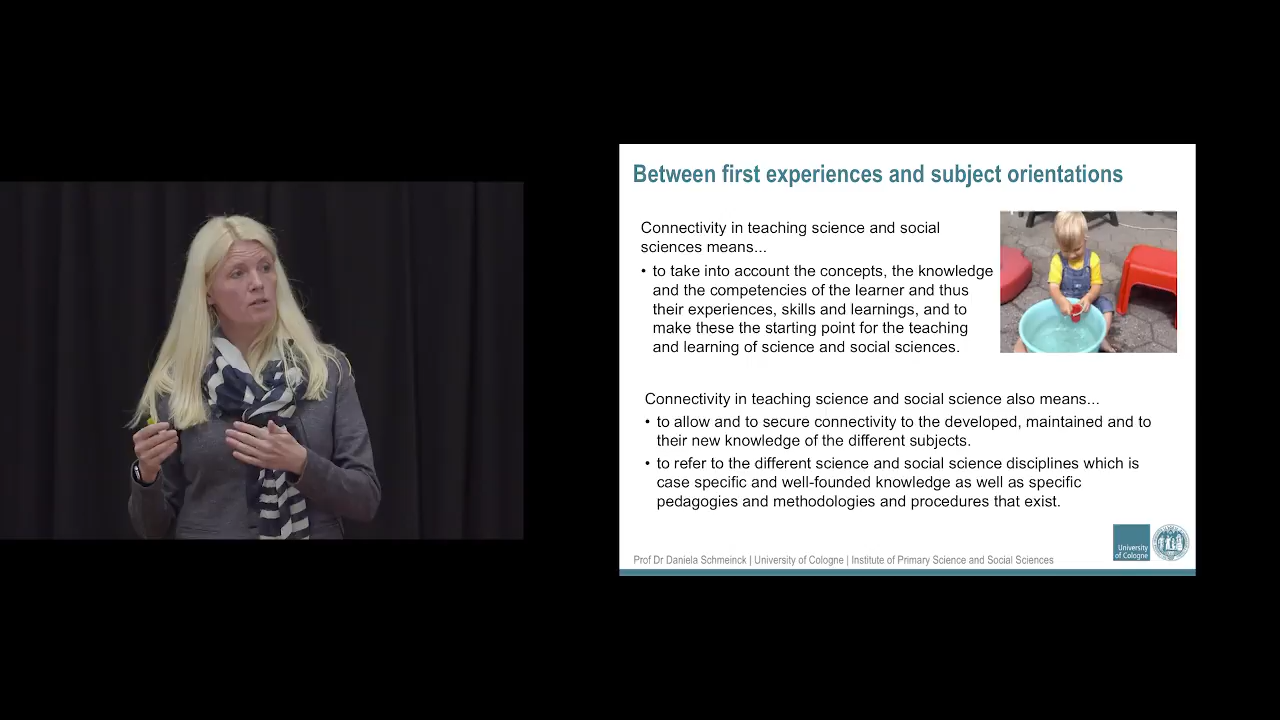 Between first experiences and subject orientations
Connectivity in teaching science and social
sciences means...
• to take into account the concepts, the knowledge
and the competencies of the learner and thus
their experiences, skills and learnings, and to
make these the starting point for the teaching
and learning of science and social sciences.
Connectivity in teaching science and social science also means...
• to allow and to secure connectivity to the developed, maintained and to
their new knowledge of the different subjects.
• to refer to the different science and social science disciplines which is
case specific and well-founded knowledge as well as specific
pedagogies and methodologies and procedures that exist.
University
of Cologne
Prof Dr Daniela Schmeinck | University of Cologne | Institute of Primary Science and Social Sciences